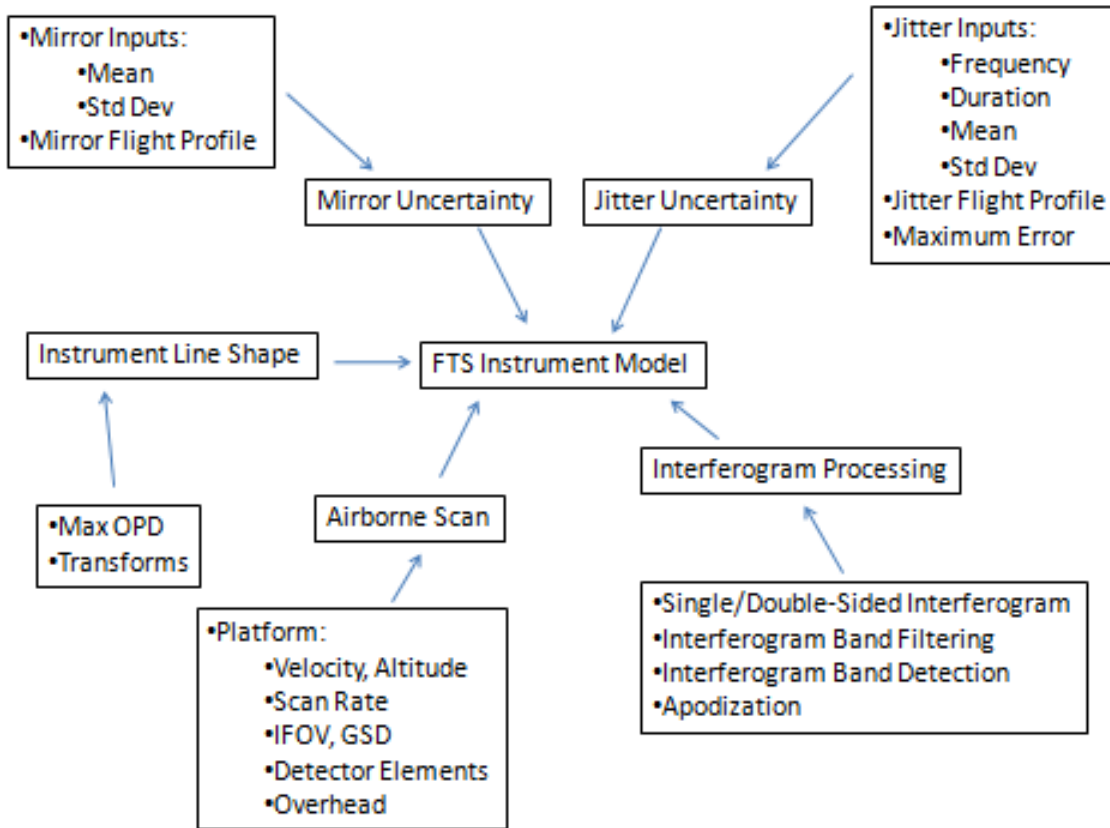 •Mirror Inputs:
•Mean
•Std Dev
•Mirror Flight Profile
•Jitter Inputs:
•Frequency
•Duration
•Mean
•Std Dev
•Jitter Flight Profile
•Maximum Error
Mirror Uncertainty
Jitter Uncertainty
Instrument Line Shape
FTS Instrument Model
Interferogram Processing
Airborne Scan
•Max OPD
•Transforms
•Platform:
•Velocity, Altitude
•Scan Rate
•IFOV, GSD
•Detector Elements
•Overhead
•Single/Double-Sided Interferogram
•Interferogram Band Filtering
•Interferogram Band Detection
•Apodization